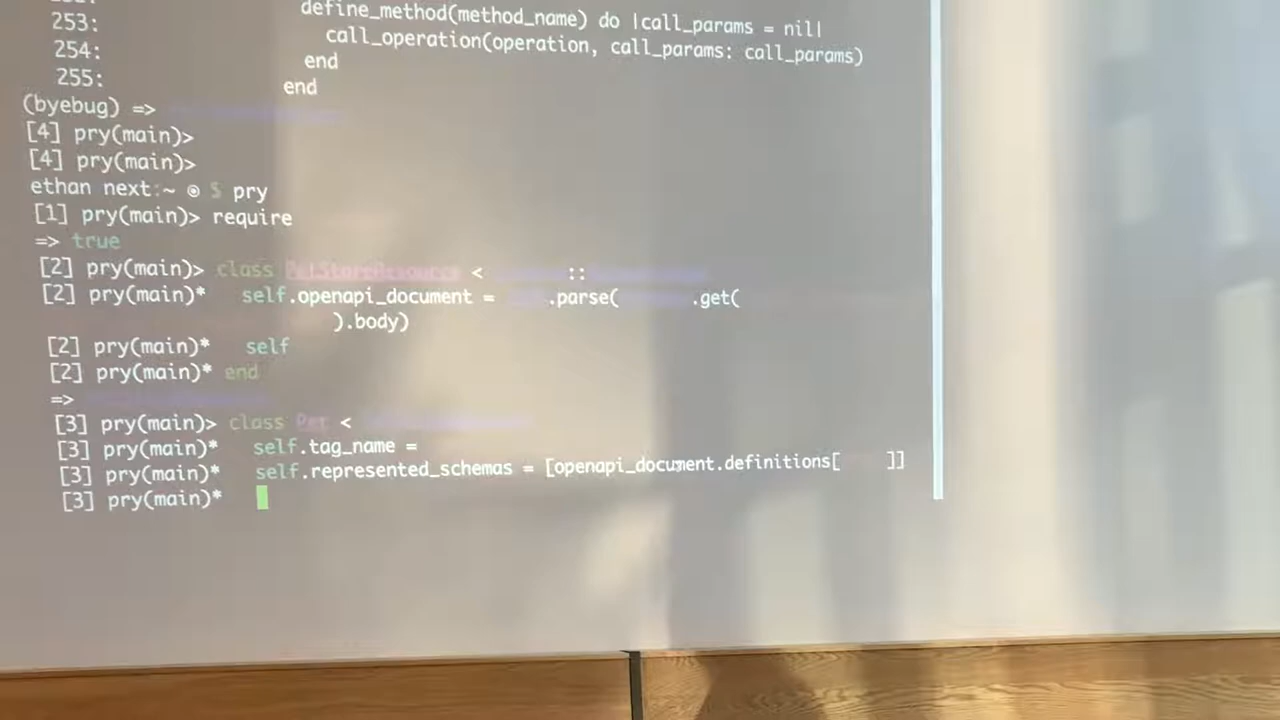 253: define_method(method_name) do |call_params = nil|
254: call_operation(operation, call_params: call_params)
255: end
end
(byebug) =>
[4] pry(main)>
[4] pry(main)>
ethan next:~ ⊙ $ pry
[1] pry(main)> require
=> true
[2] pry(main)> class PetStoreResource < ::
[2] pry(main)* self.openapi_document = .parse( .get(
).body)
[2] pry(main)* self
[2] pry(main)* end
=>
[3] pry(main)> class Pet <
[3] pry(main)* self.tag_name =
[3] pry(main)* self.represented_schemas = [openapi_document.definitions[ ]]
[3] pry(main)*